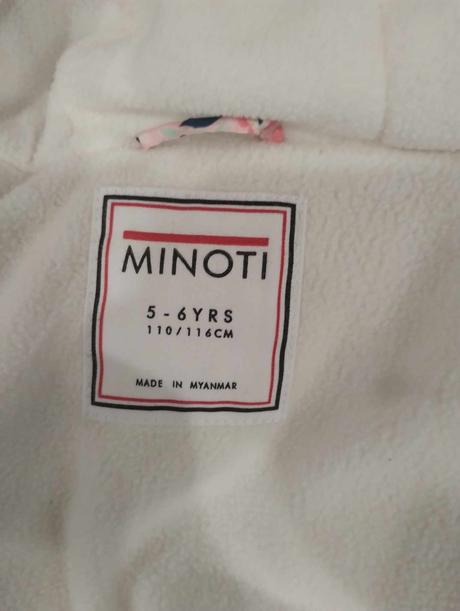 MINOTI
5 - 6YRS
110/116CM
MADE IN MYANMAR